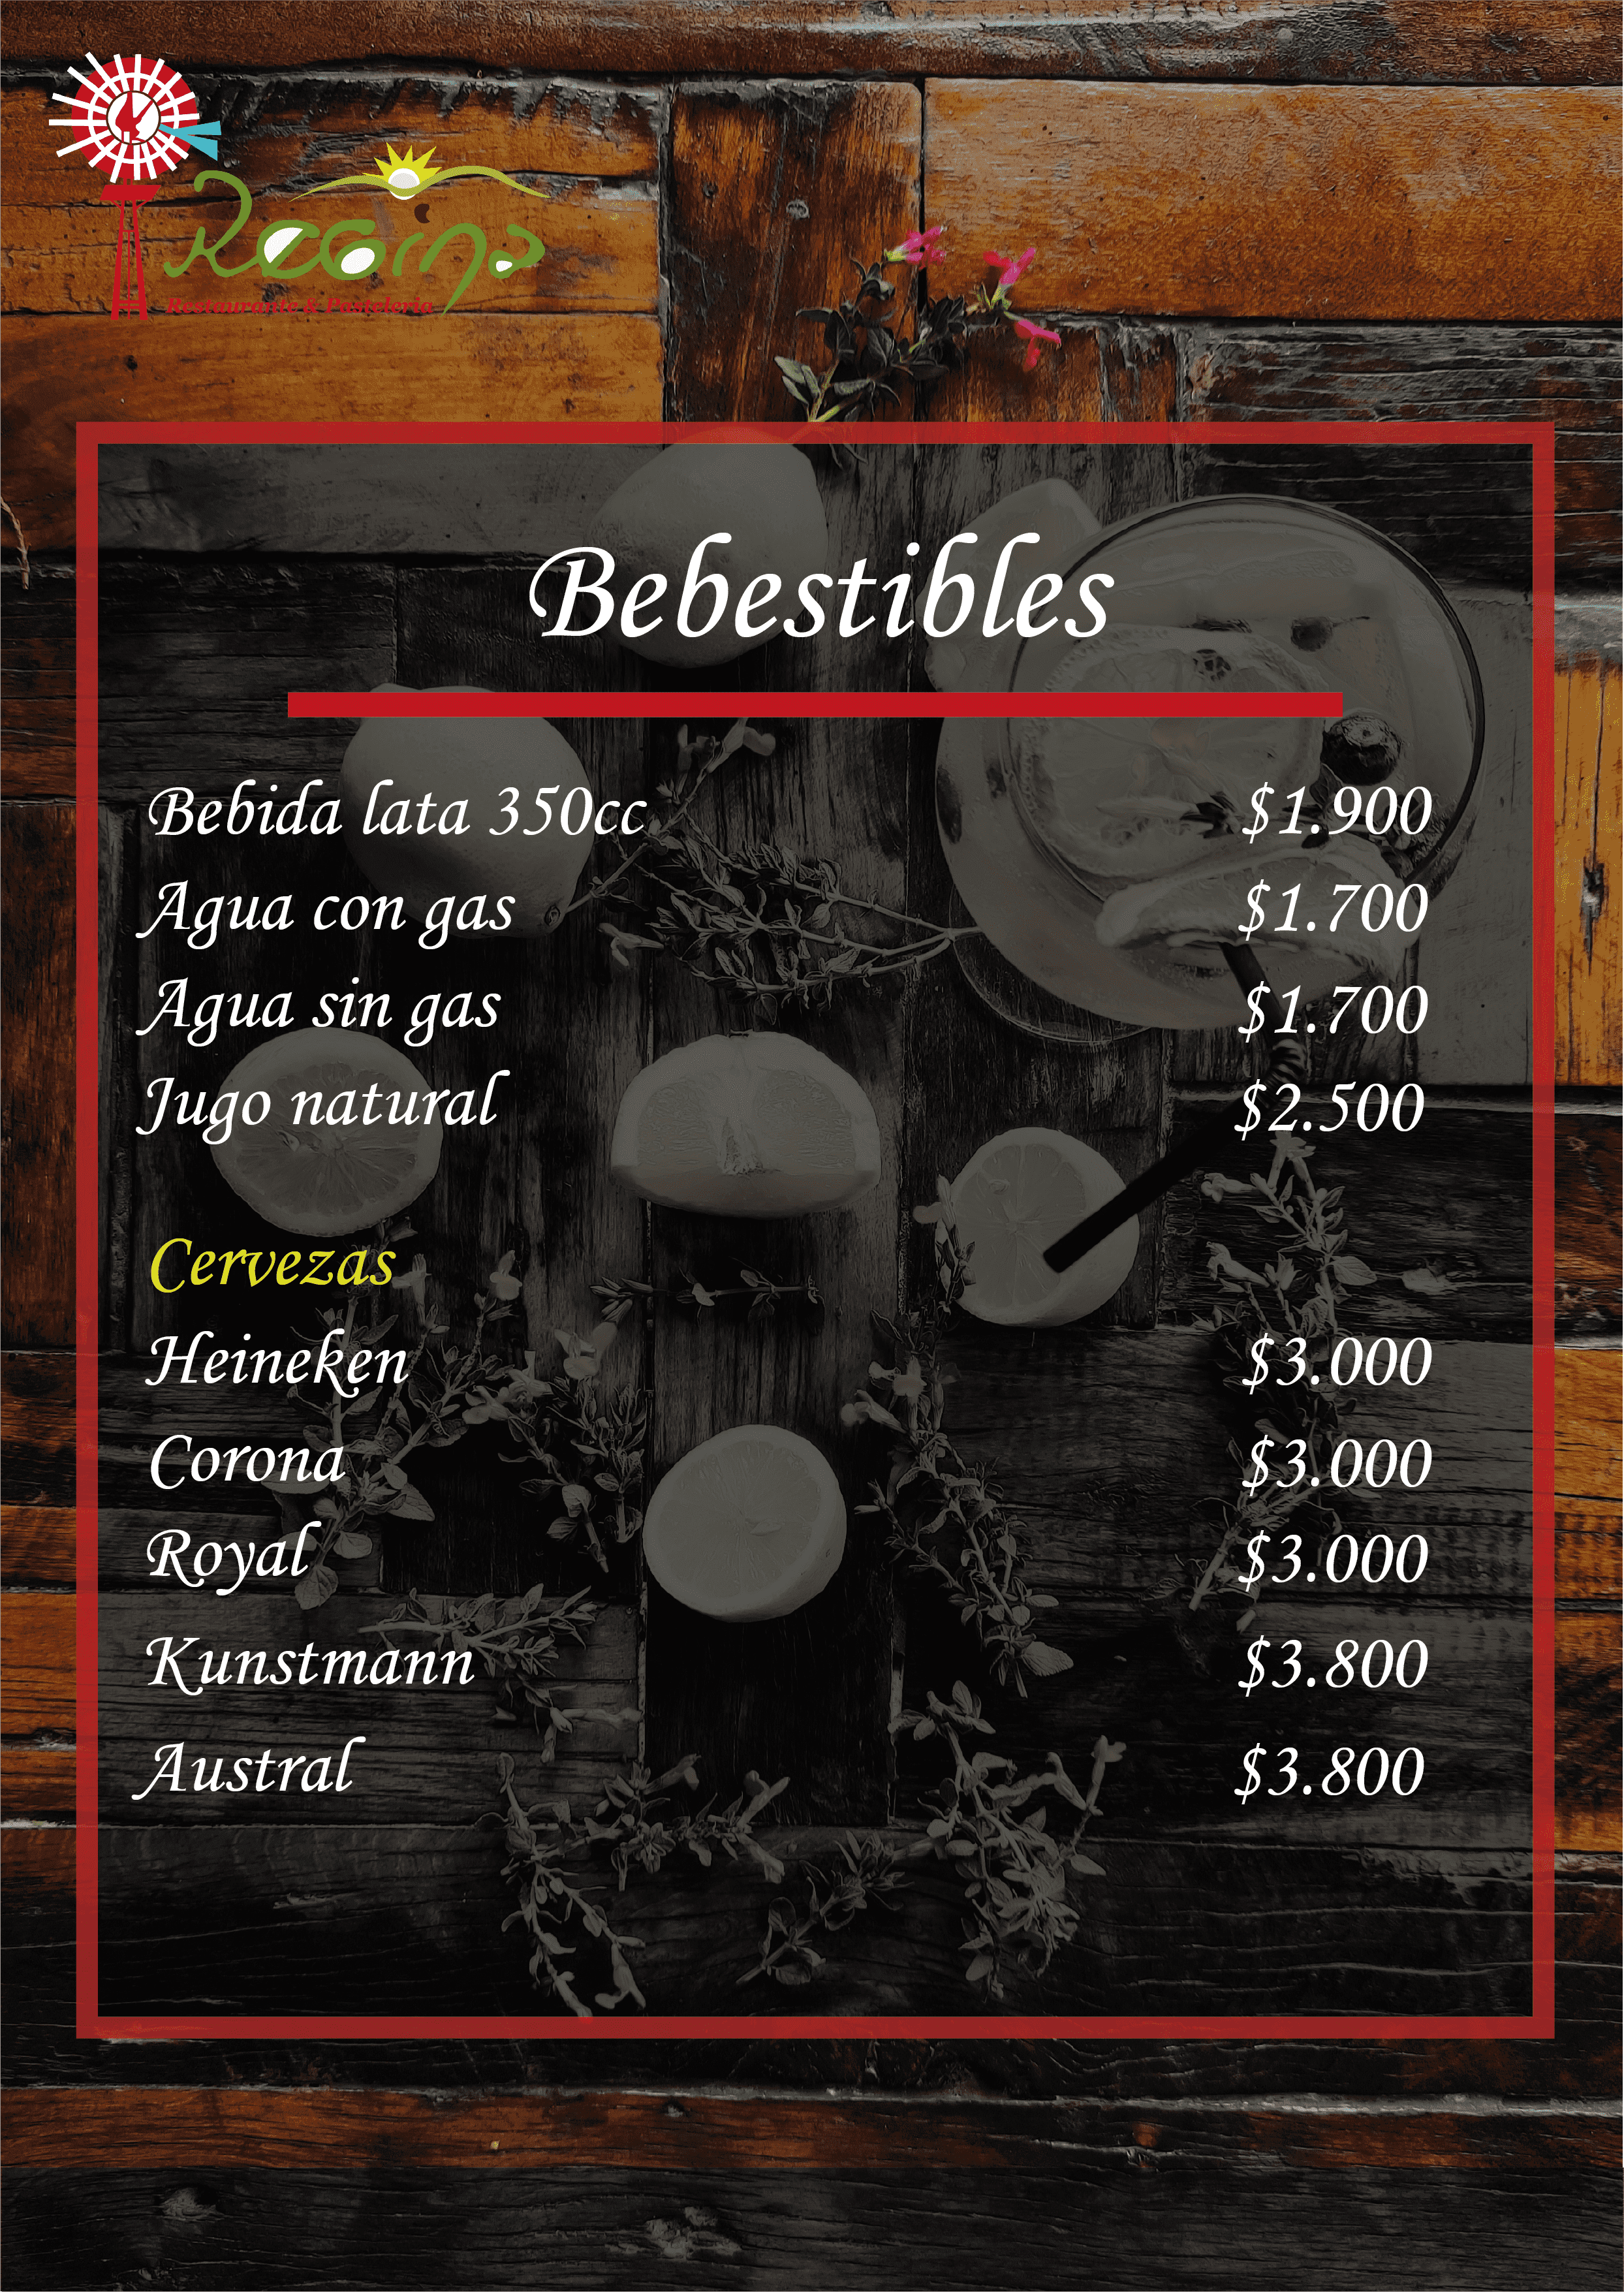 Regina
Restaurante & Pastelería
Bebestibles
Bebida lata 350cc $1.900
Agua con gas $1.700
Agua sin gas $1.700
Jugo natural $2.500
Cervezas
Heineken $3.000
Corona $3.000
Royal $3.000
Kunstmann $3.800
Austral $3.800